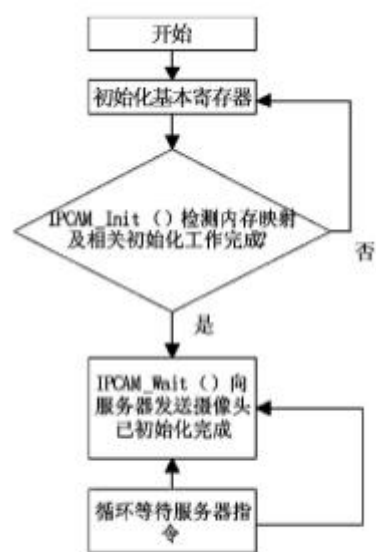 开始
初始化基本寄存器
IPCAM_Init（）检测内存映射
及相关初始化工作完成?
否
是
IPCAM_Wait（）向
服务器发送摄像头
已初始化完成
循环等待服务器指
令